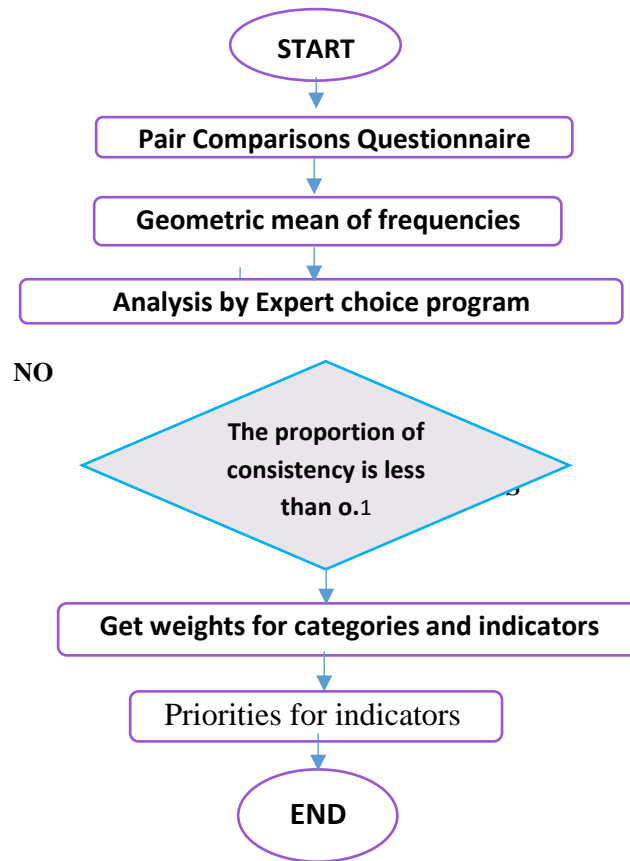 START
Pair Comparisons Questionnaire
Geometric mean of frequencies
Analysis by Expert choice program
NO
The proportion of
consistency is less
than o.1
Get weights for categories and indicators
Priorities for indicators
END